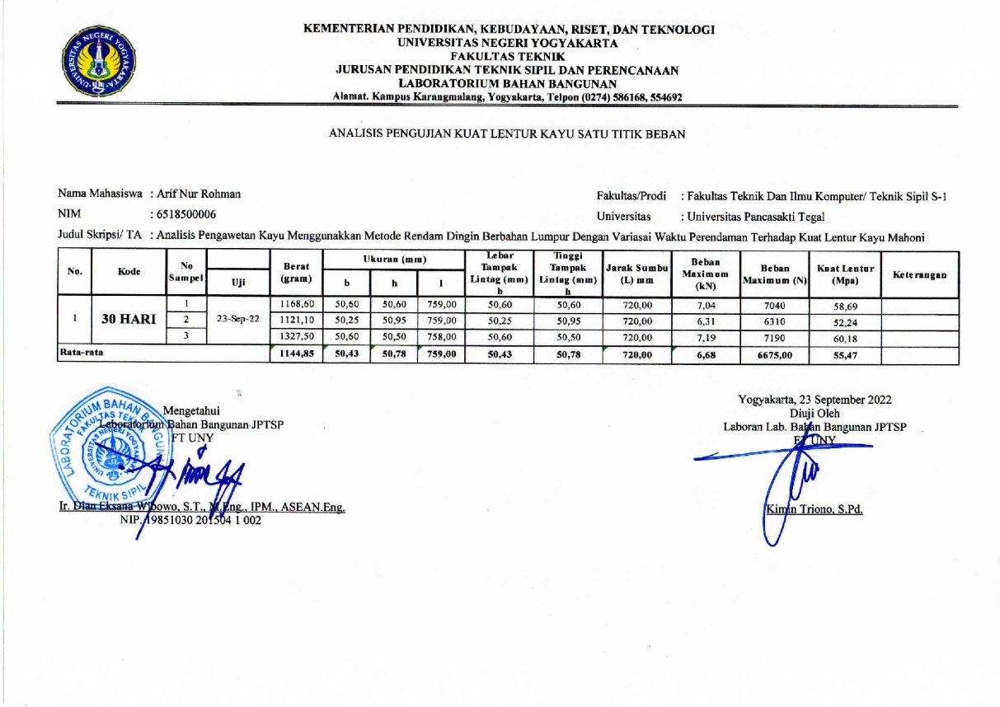 KEMENTERIAN PENDIDIKAN, KEBUDAYAAN, RISET, DAN TEKNOLOGI
UNIVERSITAS NEGERI YOGYAKARTA
FAKULTAS TEKNIK
JURUSAN PENDIDIKAN TEKNIK SIPIL DAN PERENCANAAN
LABORATORIUM BAHAN BANGUNAN
Alamat. Kampus Karangmalang, Yogyakarta, Telpon (0274) 586168, 554692
UNIVERSITAS NEGERI YOGYAKARTA
ANALISIS PENGUJIAN KUAT LENTUR KAYU SATU TITIK BEBAN
Nama Mahasiswa : Arif Nur Rohman
Fakultas/Prodi : Fakultas Teknik Dan Ilmu Komputer/ Teknik Sipil S-1
NIM : 6518500006
Universitas : Universitas Pancasakti Tegal
Judul Skripsi/ TA : Analisis Pengawetan Kayu Menggunakkan Metode Rendam Dingin Berbahan Lumpur Dengan Variasai Waktu Perendaman Terhadap Kuat Lentur Kayu Mahoni
No. Kode No Sampel Uji Berat (gram) Ukuran (mm) b h l Lebar Tampak Lintag (mm) b Tinggi Tampak Lintag (mm) h Jarak Sumbu (L) mm Beban Maximum (kN) Beban Maximum (N) Kuat Lentur (Mpa) Keterangan
1 30 HARI 23-Sep-22
1 1168,60 50,60 50,60 759,00 50,60 50,60 720,00 7,04 7040 58,69
2 1121,10 50,25 50,95 759,00 50,25 50,95 720,00 6,31 6310 52,24
3 1327,50 50,60 50,50 758,00 50,60 50,50 720,00 7,19 7190 60,18
Rata-rata 1144,85 50,43 50,78 759,00 50,43 50,78 720,00 6,68 6675,00 55,47
Mengetahui
Laboratorium Bahan Bangunan JPTSP
FT UNY
LABORATORIUM BAHAN BANGUNAN
FAKULTAS TEKNIK
UNIVERSITAS NEGERI YOGYAKARTA
TEKNIK SIPIL
Ir. Dian Eksana Wibowo, S.T., M.Eng., IPM., ASEAN.Eng.
NIP. 19851030 201504 1 002
Yogyakarta, 23 September 2022
Diuji Oleh
Laboran Lab. Bahan Bangunan JPTSP
FT UNY
Kimin Triono, S.Pd.